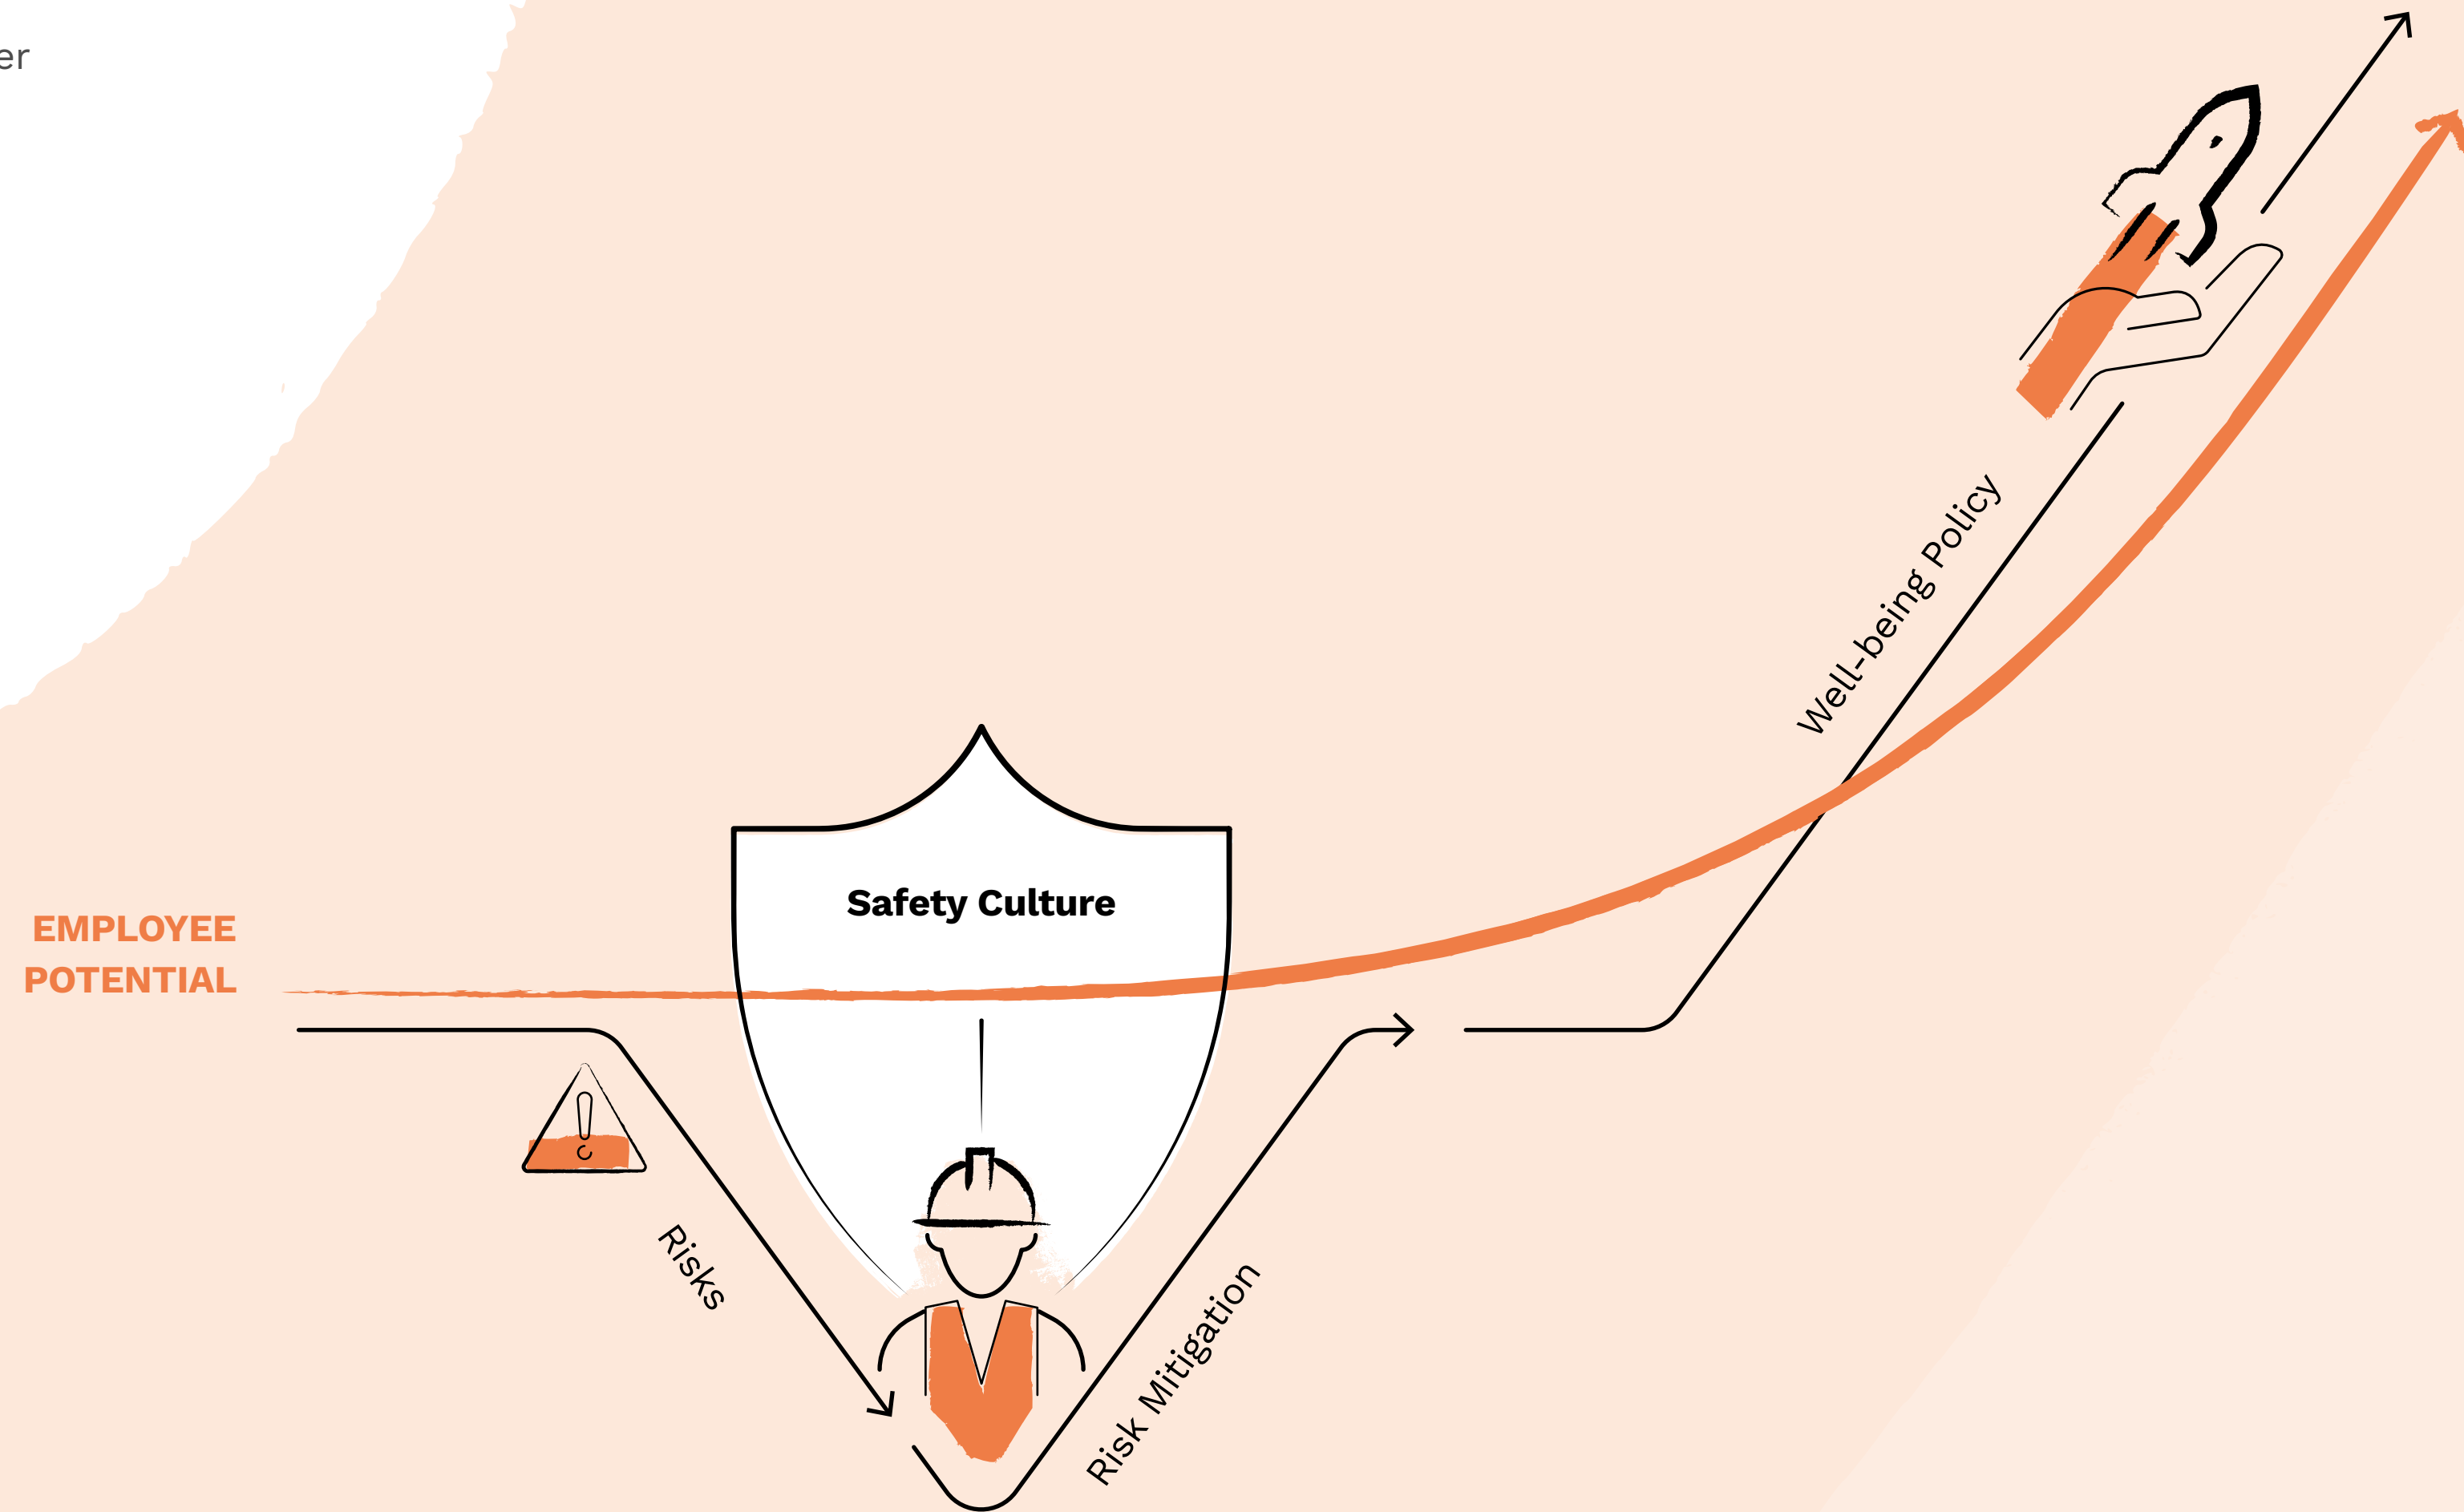 er
Well-being Policy
Safety Culture
EMPLOYEE
POTENTIAL
Risks
Risk Mitigation